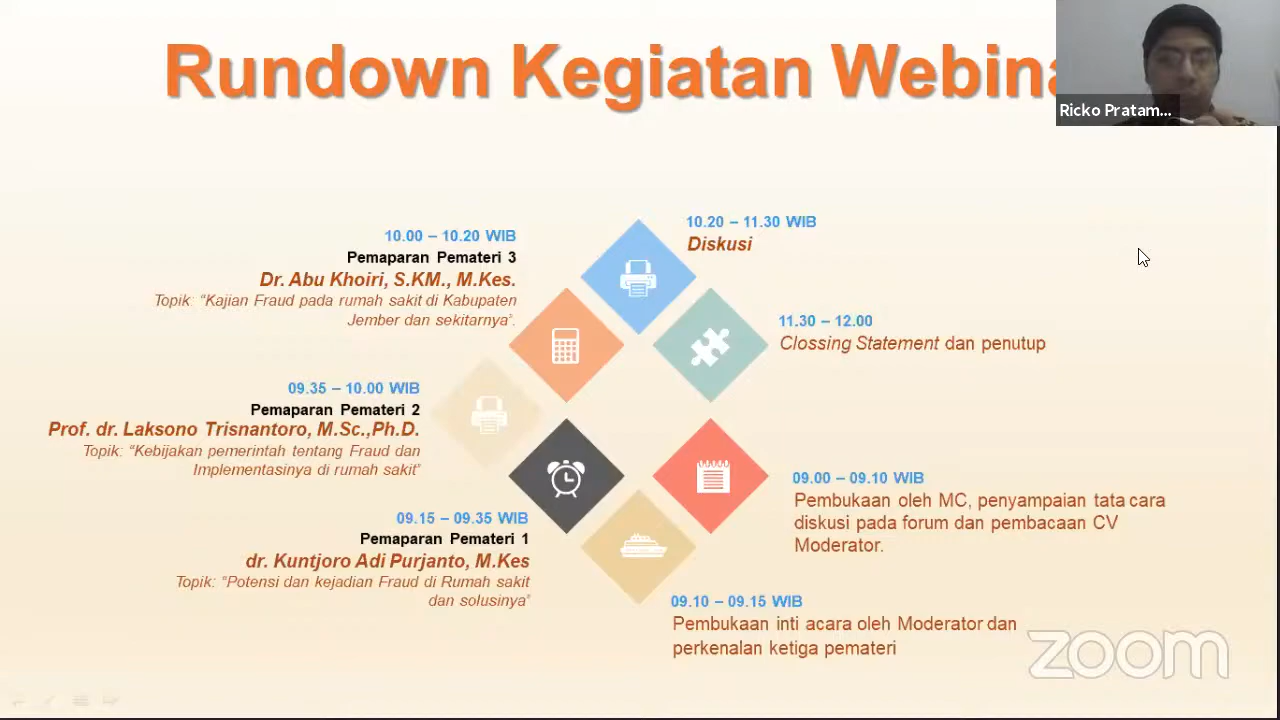 Rundown Kegiatan Webina
Ricko Pratam...
10.00 – 10.20 WIB
Pemaparan Pemateri 3
Dr. Abu Khoiri, S.KM., M.Kes.
Topik: “Kajian Fraud pada rumah sakit di Kabupaten
Jember dan sekitarnya”.
10.20 – 11.30 WIB
Diskusi
11.30 – 12.00
Clossing Statement dan penutup
09.35 – 10.00 WIB
Pemaparan Pemateri 2
Prof. dr. Laksono Trisnantoro, M.Sc.,Ph.D.
Topik: “Kebijakan pemerintah tentang Fraud dan
Implementasinya di rumah sakit”
09.15 – 09.35 WIB
Pemaparan Pemateri 1
dr. Kuntjoro Adi Purjanto, M.Kes
Topik: “Potensi dan kejadian Fraud di Rumah sakit
dan solusinya”
09.00 – 09.10 WIB
Pembukaan oleh MC, penyampaian tata cara
diskusi pada forum dan pembacaan CV
Moderator.
09.10 – 09.15 WIB
Pembukaan inti acara oleh Moderator dan
perkenalan ketiga pemateri
zoom